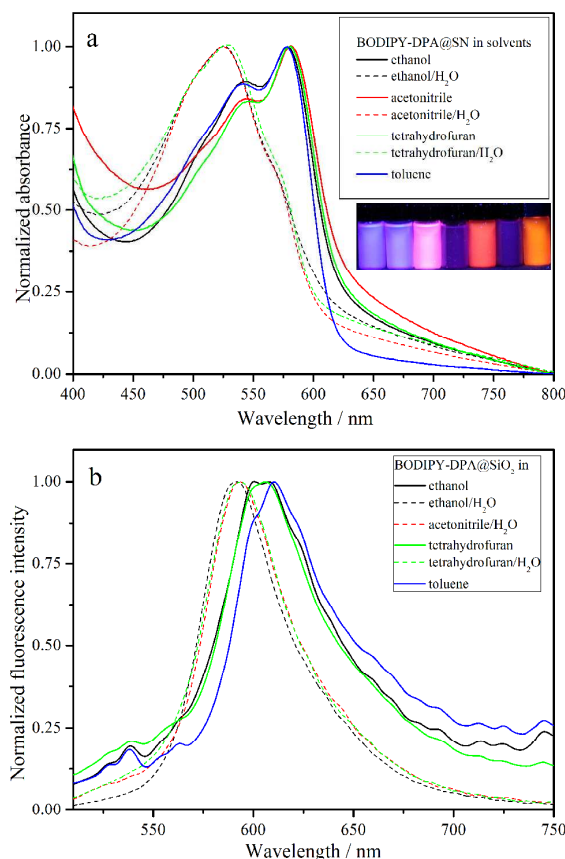 a
1.00
0.75
0.50
0.25
0.00
Normalized absorbance
BODIPY-DPA@SN in solvents
ethanol
ethanol/H₂O
acetonitrile
acetonitrile/H₂O
tetrahydrofuran
tetrahydrofuran/H₂O
toluene
400 450 500 550 600 650 700 750 800
Wavelength / nm
b
1.00
0.75
0.50
0.25
0.00
Normalized fluorescence intensity
BODIPY-DPA@SiO₂ in
ethanol
ethanol/H₂O
acetonitrile/H₂O
tetrahydrofuran
tetrahydrofuran/H₂O
toluene
550 600 650 700 750
Wavelength / nm